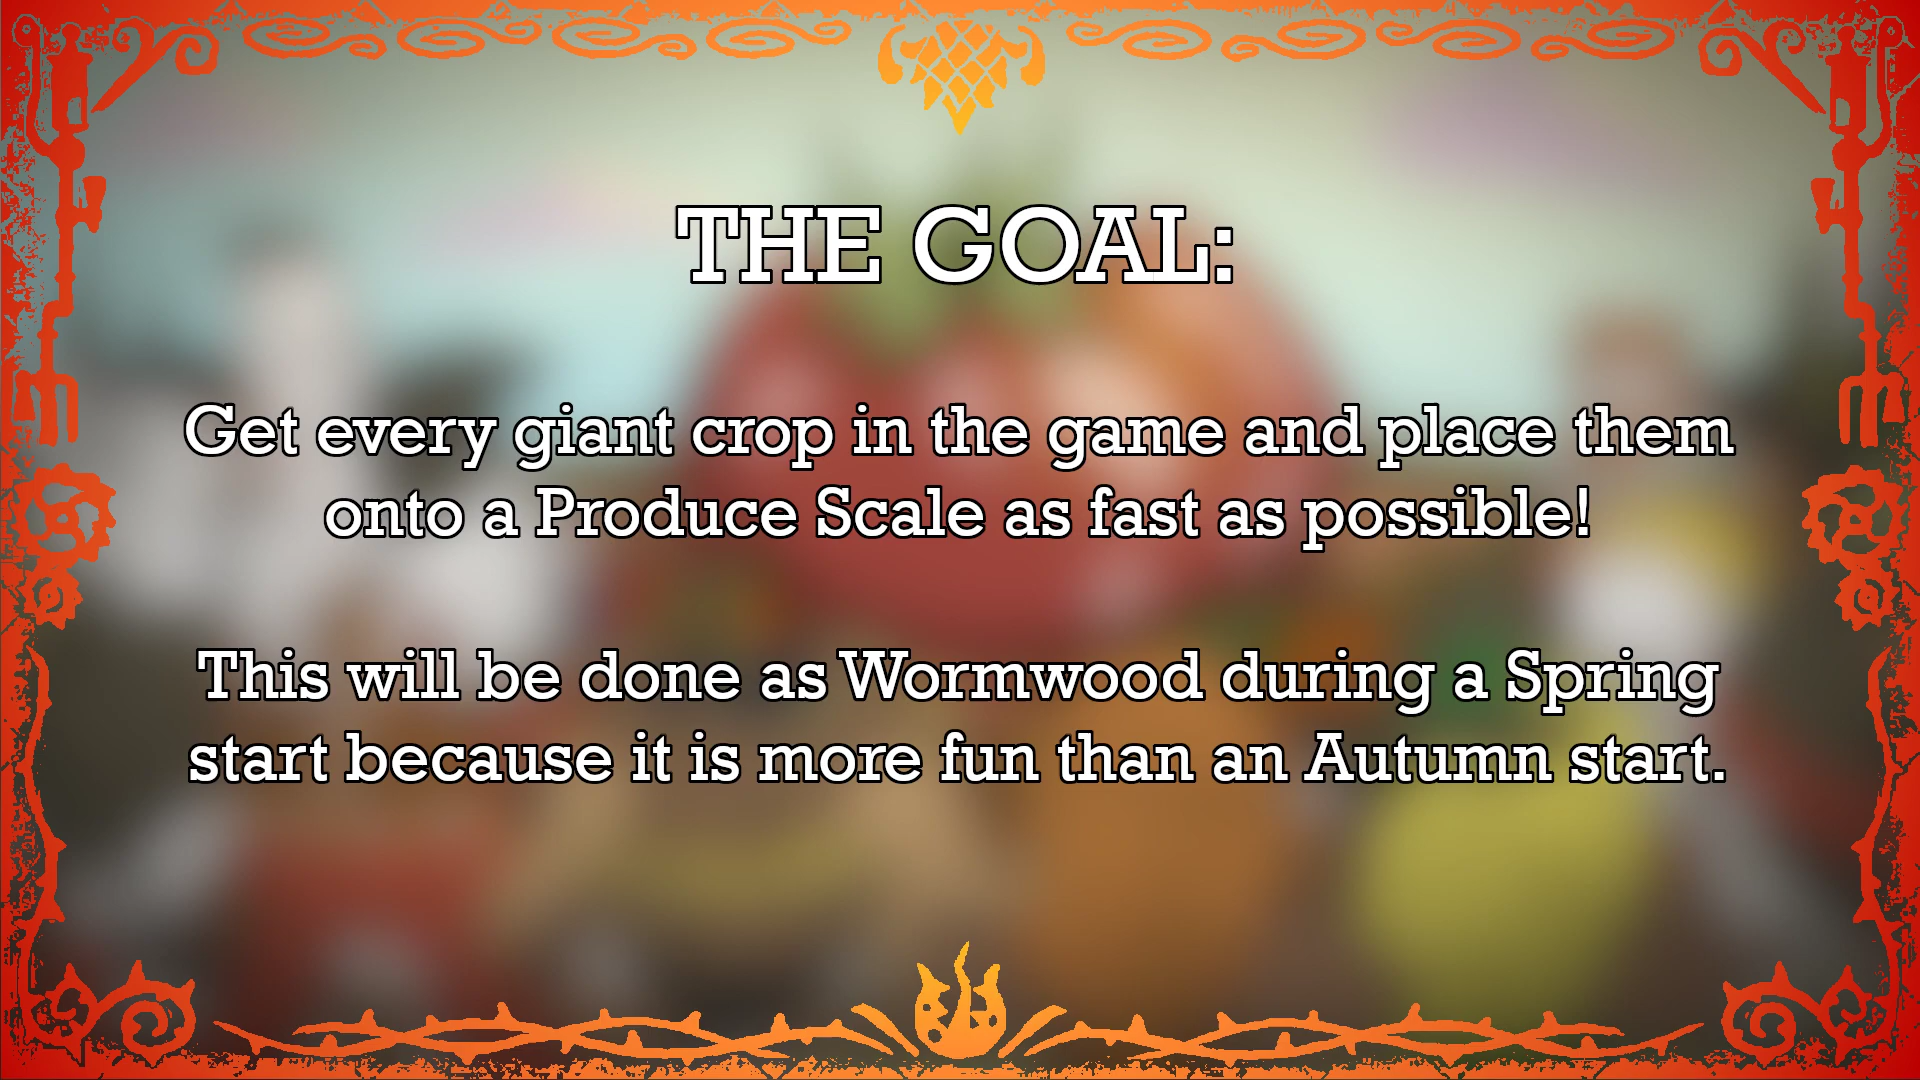 THE GOAL:
Get every giant crop in the game and place them
onto a Produce Scale as fast as possible!
This will be done as Wormwood during a Spring
start because it is more fun than an Autumn start.